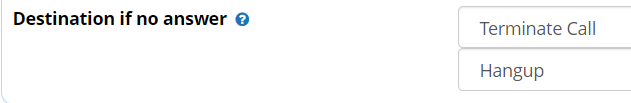 Destination if no answer ?
Terminate Call
Hangup